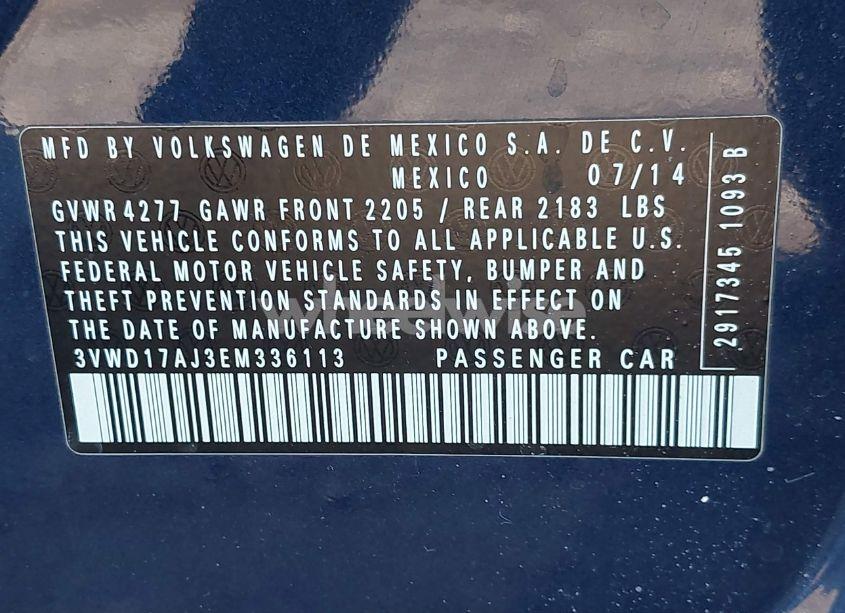 MFD BY VOLKSWAGEN DE MEXICO S.A. DE C.V.
MEXICO 07/14
GVWR 4277 GAWR FRONT 2205 / REAR 2183 LBS
THIS VEHICLE CONFORMS TO ALL APPLICABLE U.S.
FEDERAL MOTOR VEHICLE SAFETY, BUMPER AND
THEFT PREVENTION STANDARDS IN EFFECT ON
THE DATE OF MANUFACTURE SHOWN ABOVE.
3VWD17AJ3EM336113 PASSENGER CAR
2917345 1093 B
wheelwise